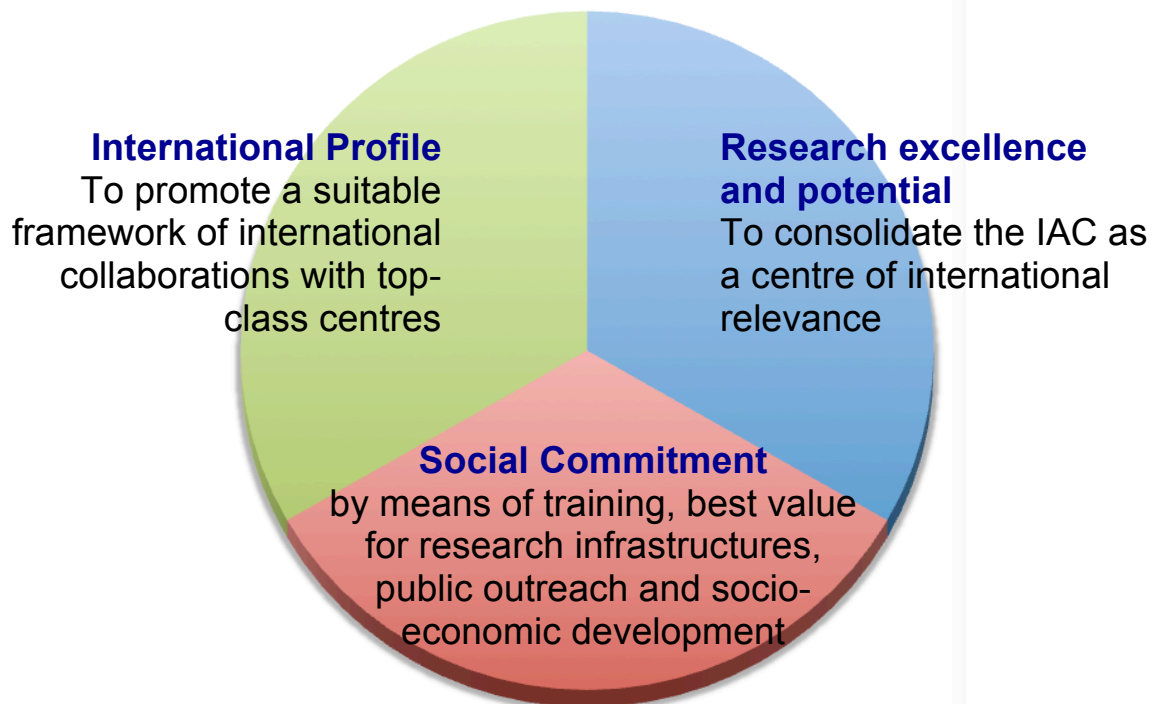 International Profile
To promote a suitable
framework of international
collaborations with top-
class centres
Research excellence
and potential
To consolidate the IAC as
a centre of international
relevance
Social Commitment
by means of training, best value
for research infrastructures,
public outreach and socio-
economic development